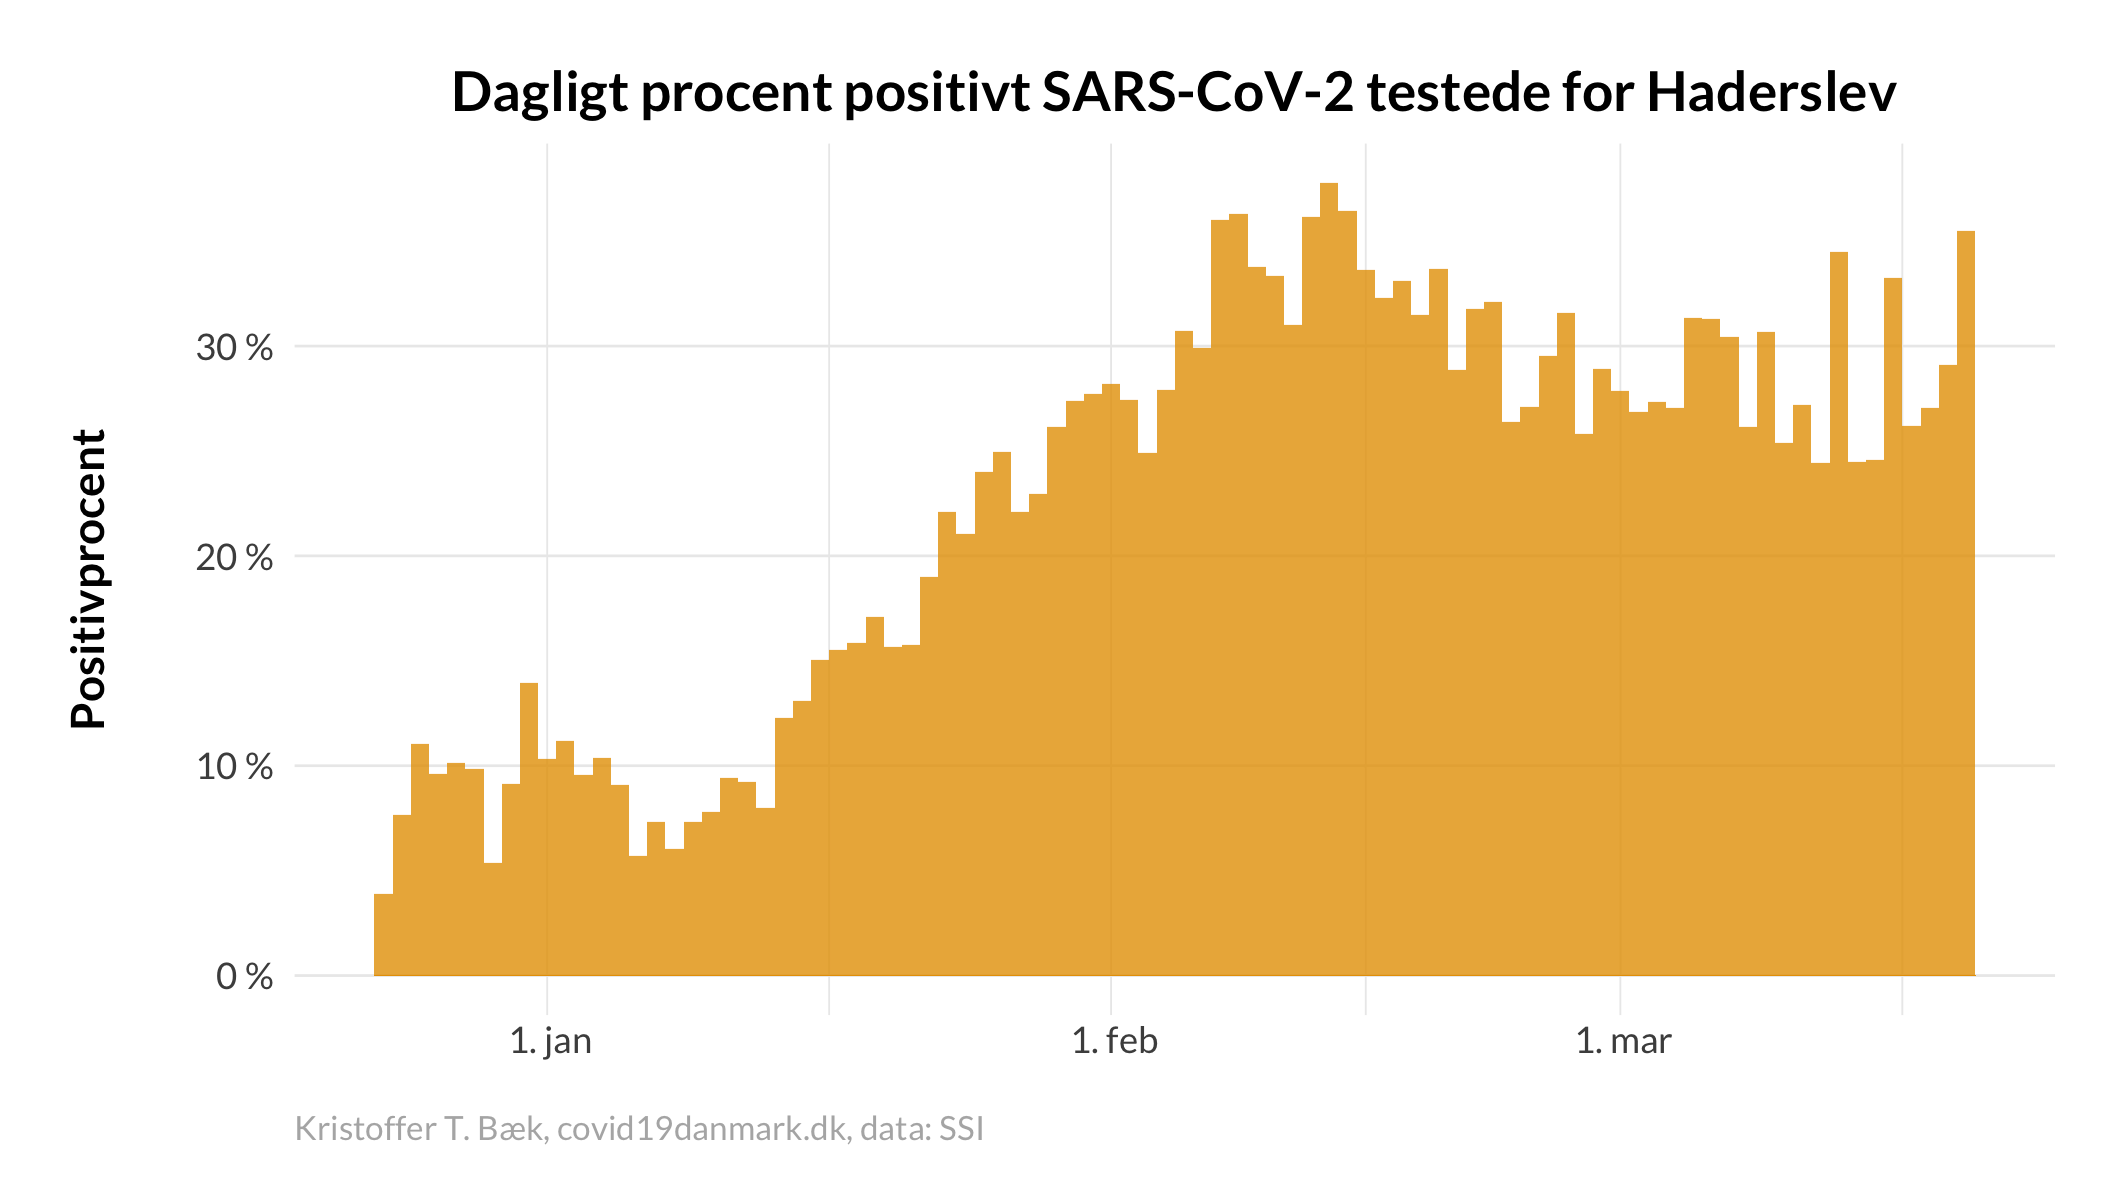 Dagligt procent positivt SARS-CoV-2 testede for Haderslev
Positivprocent
30 %
20 %
10 %
0 %
1. jan
1. feb
1. mar
Kristoffer T. Bæk, covid19danmark.dk, data: SSI